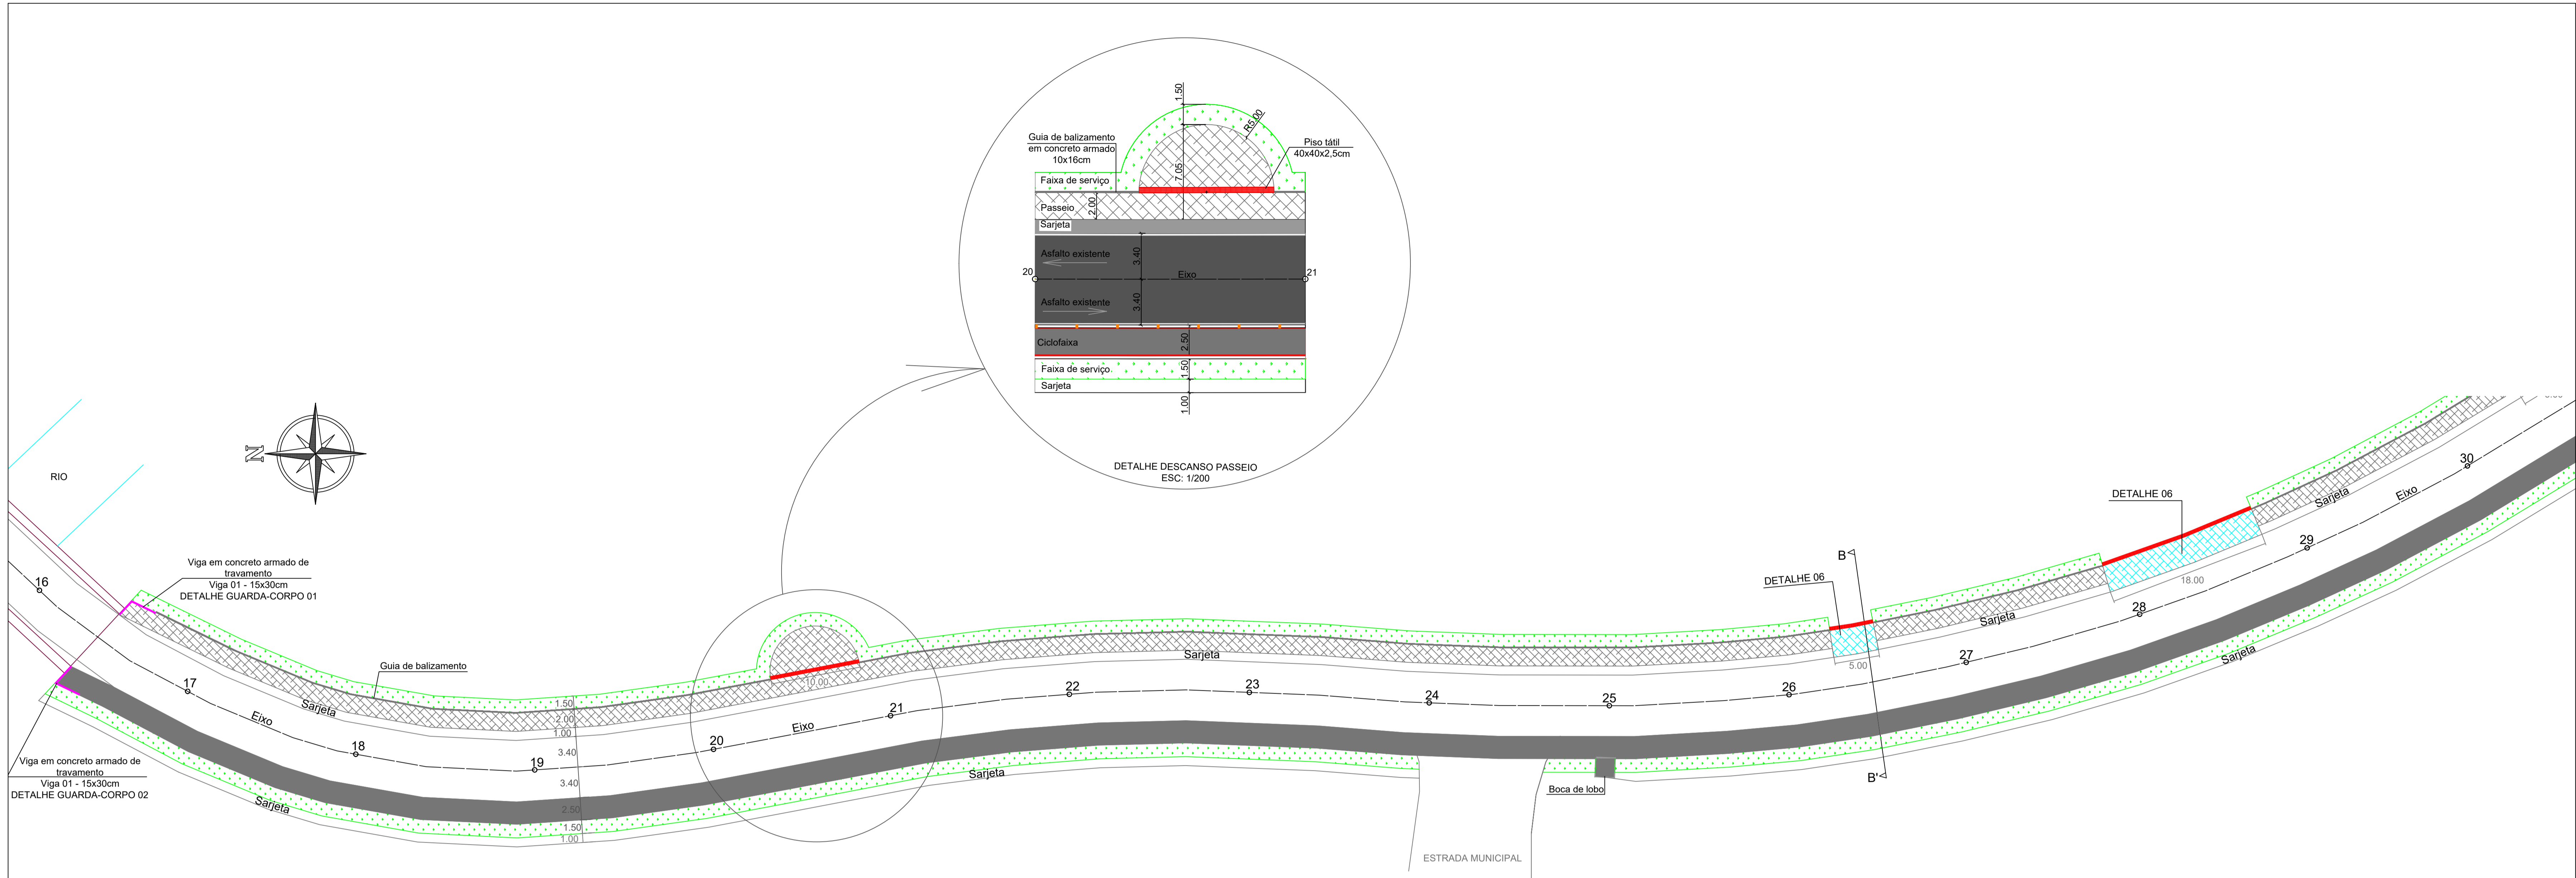 1.50
R5.00
Guia de balizamento
em concreto armado
10x16cm
Piso tátil
40x40x2,5cm
7.05
Faixa de serviço
Passeio
2.00
Sarjeta
Asfalto existente
3.40
20
Eixo
21
Asfalto existente
3.40
Ciclofaixa
2.50
Faixa de serviço
1.50
Sarjeta
1.00
DETALHE DESCANSO PASSEIO
ESC: 1/200
N
RIO
30
DETALHE 06
Sarjeta
Eixo
29
Viga em concreto armado de
travamento
Viga 01 - 15x30cm
DETALHE GUARDA-CORPO 01
16
B
DETALHE 06
18.00
28
Sarjeta
Guia de balizamento
Sarjeta
5.00
27
Sarjeta
10.00
17
22
23
24
25
26
Sarjeta
Eixo
1.50
2.00
1.00
21
Eixo
18
3.40
20
19
Viga em concreto armado de
travamento
Viga 01 - 15x30cm
DETALHE GUARDA-CORPO 02
3.40
Sarjeta
B'
Boca de lobo
Sarjeta
2.50
1.50
1.00
ESTRADA MUNICIPAL